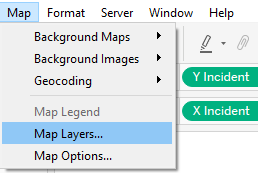 Map Format Server Window Help
Background Maps
Background Images
Geocoding
Map Legend
Map Layers...
Map Options...
Y Incident
X Incident